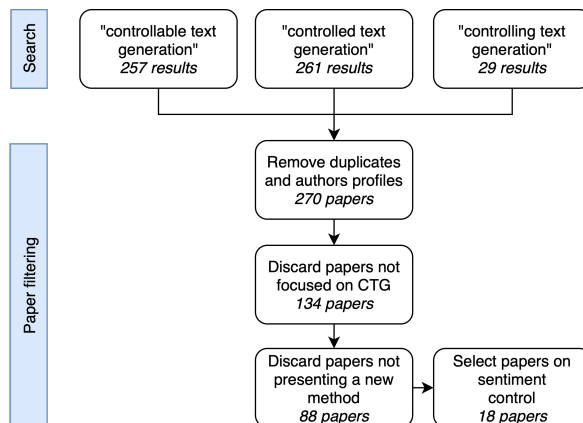 Search
"controllable text
generation"
257 results
"controlled text
generation"
261 results
"controlling text
generation"
29 results
Paper filtering
Remove duplicates
and authors profiles
270 papers
Discard papers not
focused on CTG
134 papers
Discard papers not
presenting a new
method
88 papers
Select papers on
sentiment
control
18 papers